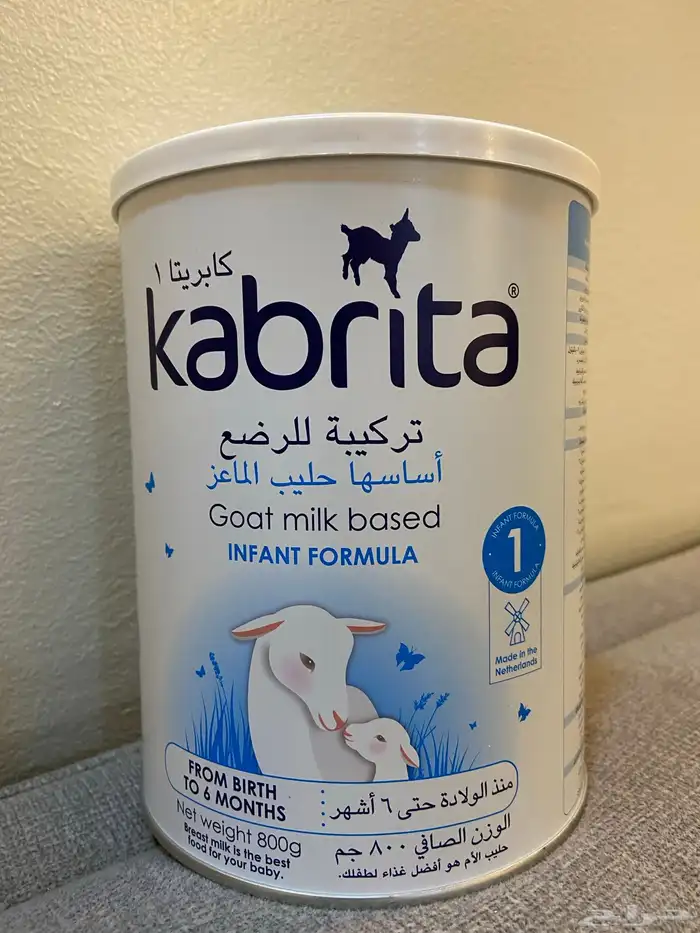 كابريتا ١
kabrita®
تركيبة للرضع
أساسها حليب الماعز
Goat milk based
INFANT FORMULA
INFANT FORMULA
1
INFANT FORMULA
Made in the
Netherlands
FROM BIRTH
TO 6 MONTHS
منذ الولادة حتى ٦ أشهر
Net weight 800g
الوزن الصافي ٨٠٠ جم
Breast milk is the best
food for your baby.
حليب الأم هو أفضل غذاء لطفلك.
حراج